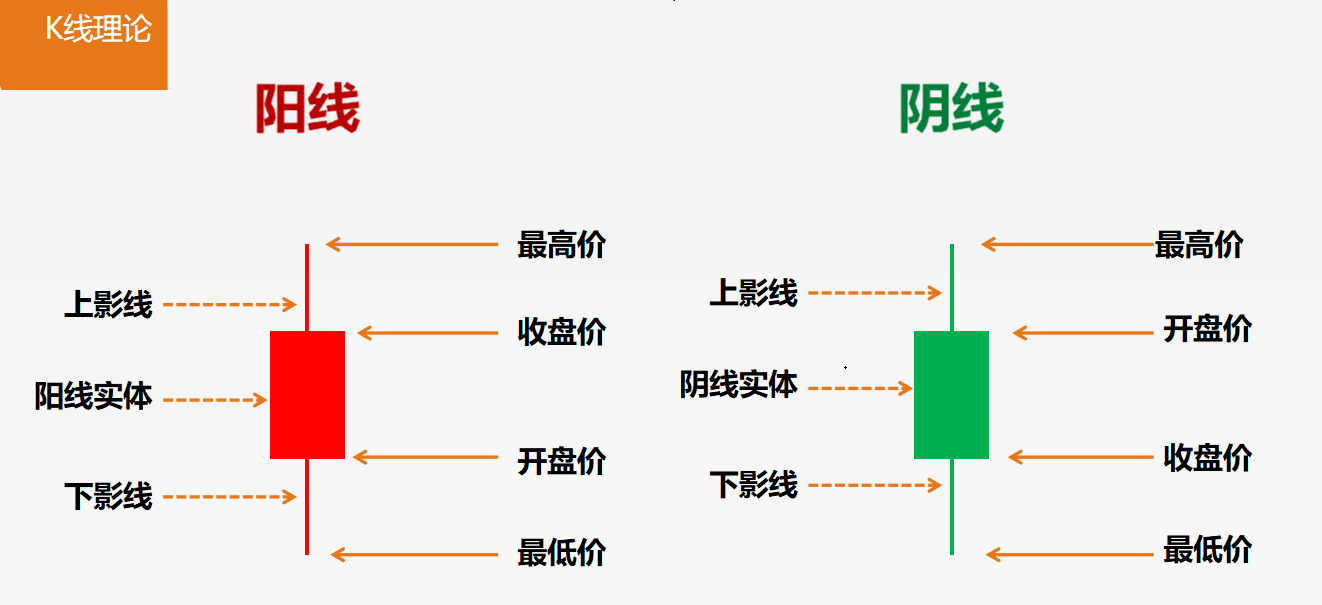 K线理论
阳线
阴线
最高价
上影线
收盘价
阳线实体
开盘价
下影线
最低价
最高价
上影线
开盘价
阴线实体
收盘价
下影线
最低价